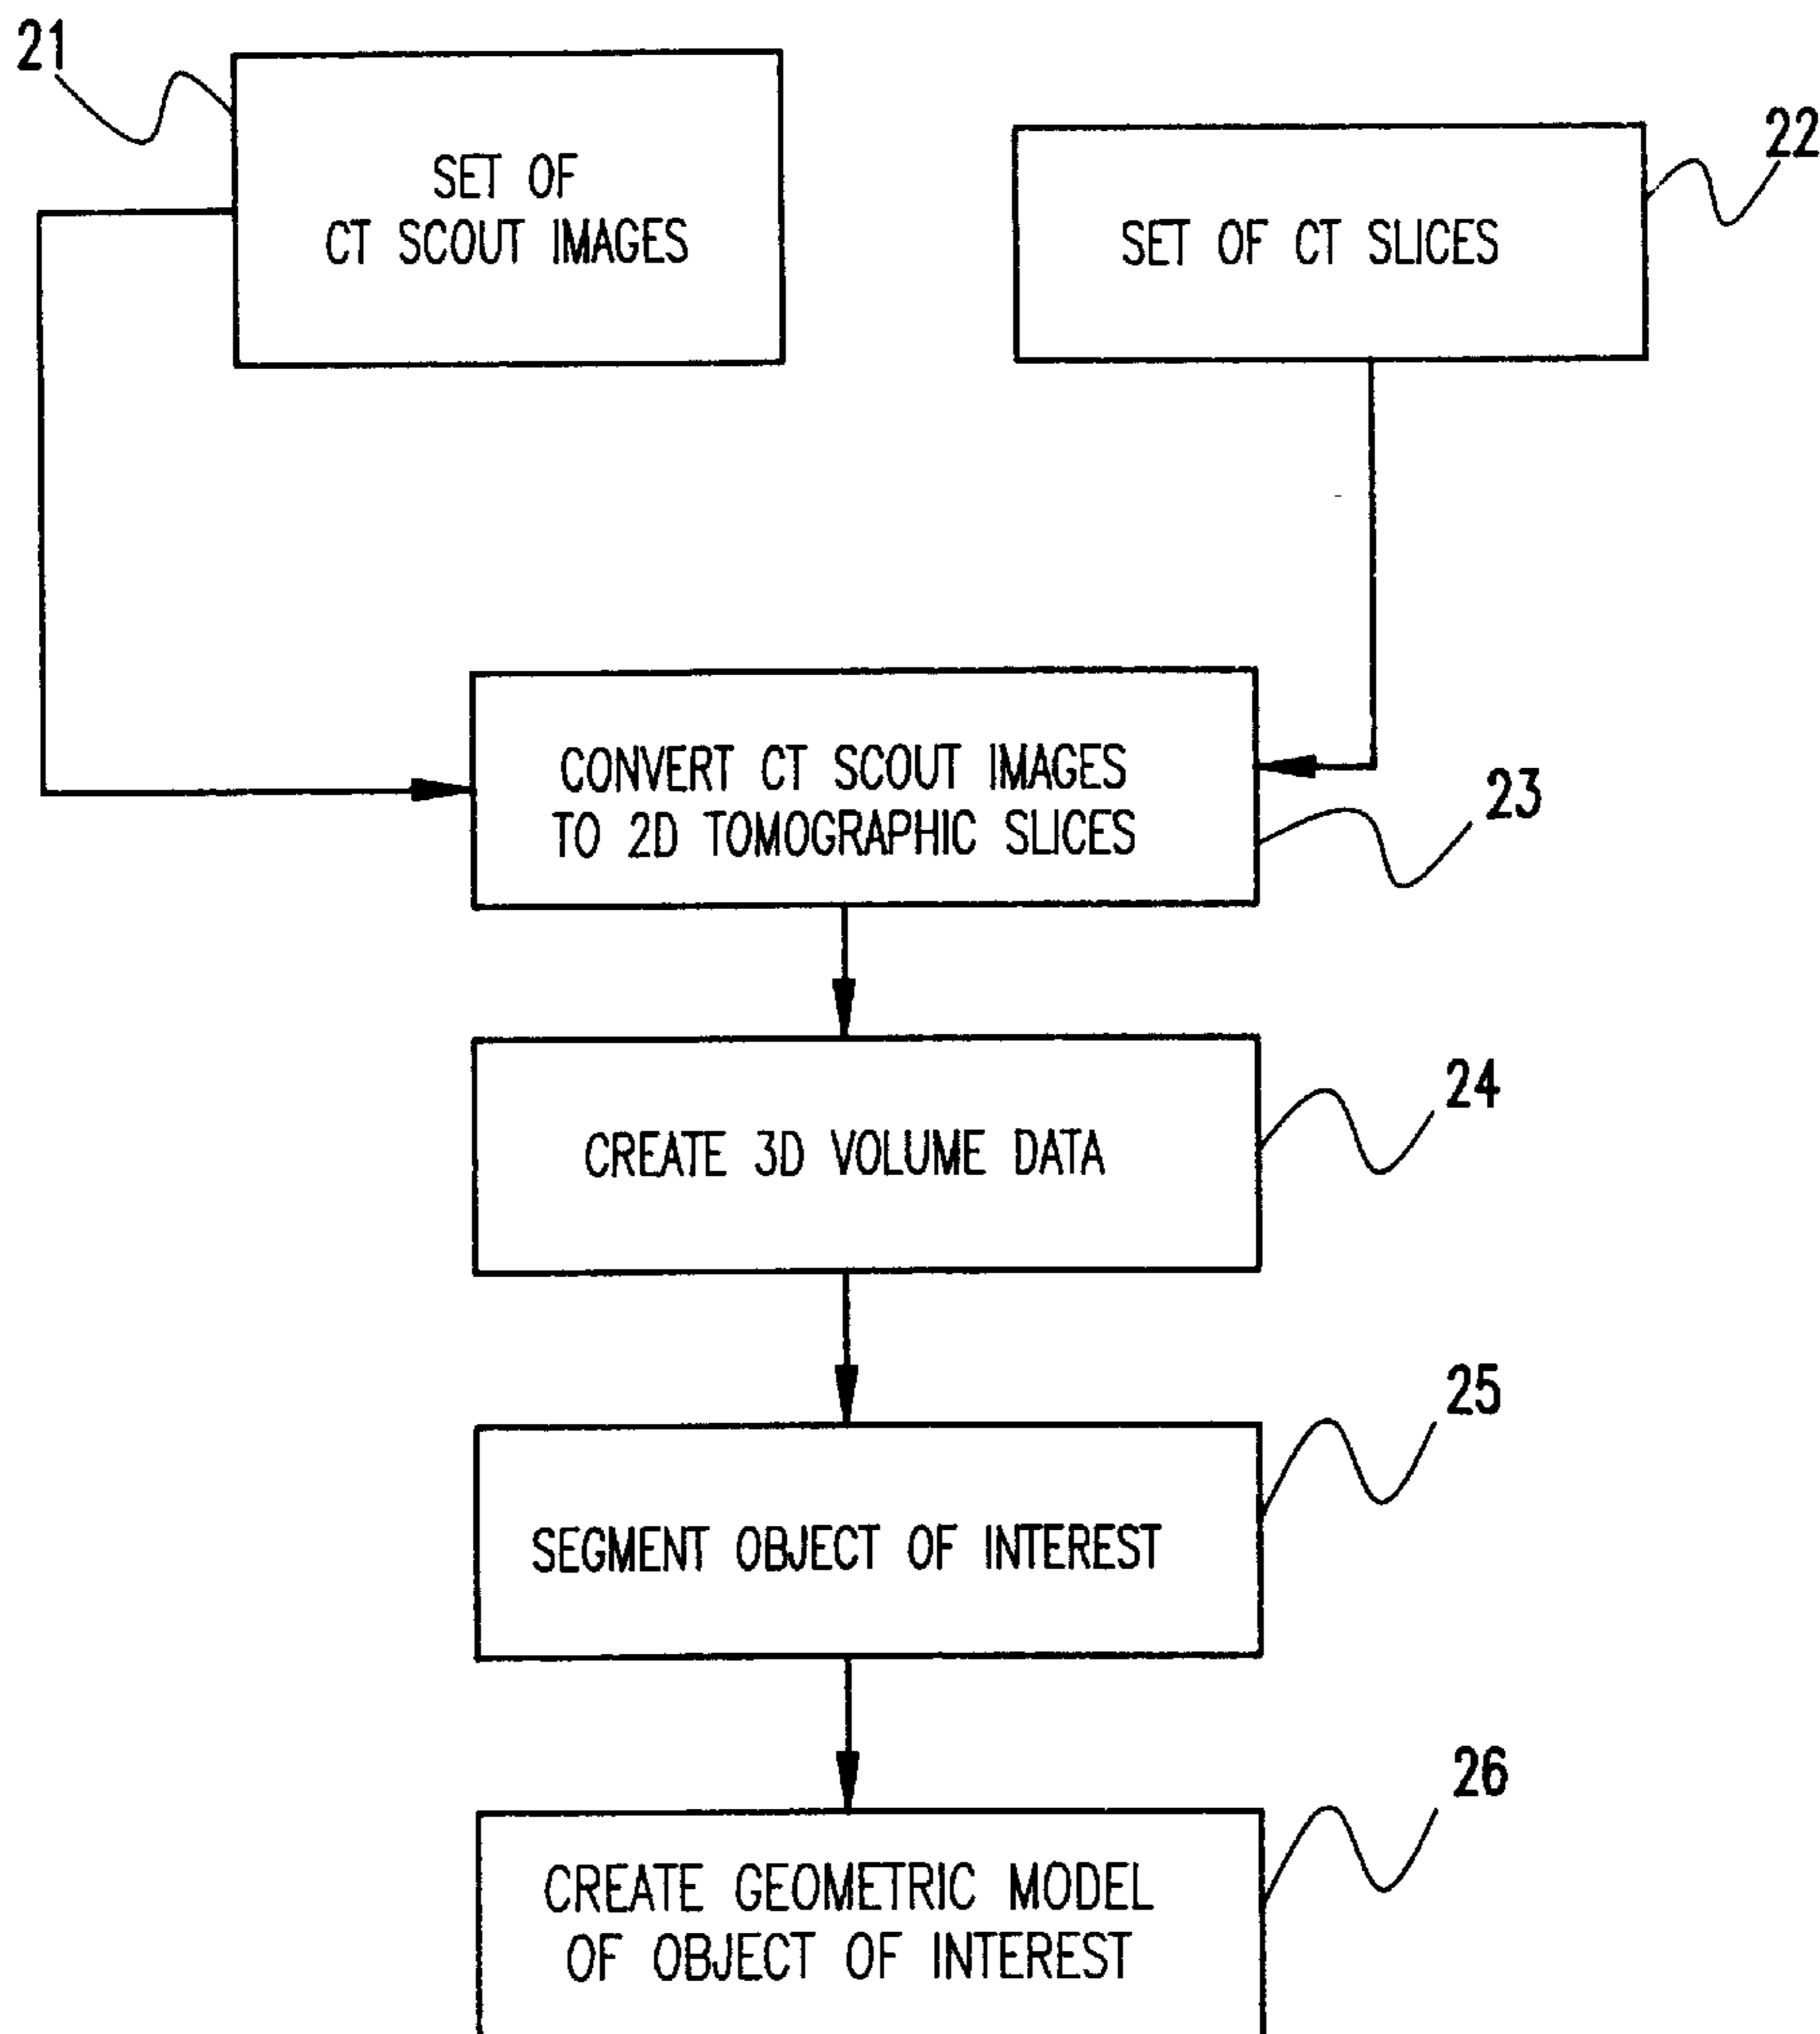 21
SET OF
CT SCOUT IMAGES
22
SET OF CT SLICES
CONVERT CT SCOUT IMAGES
TO 2D TOMOGRAPHIC SLICES
23
CREATE 3D VOLUME DATA
24
SEGMENT OBJECT OF INTEREST
25
CREATE GEOMETRIC MODEL
OF OBJECT OF INTEREST
26